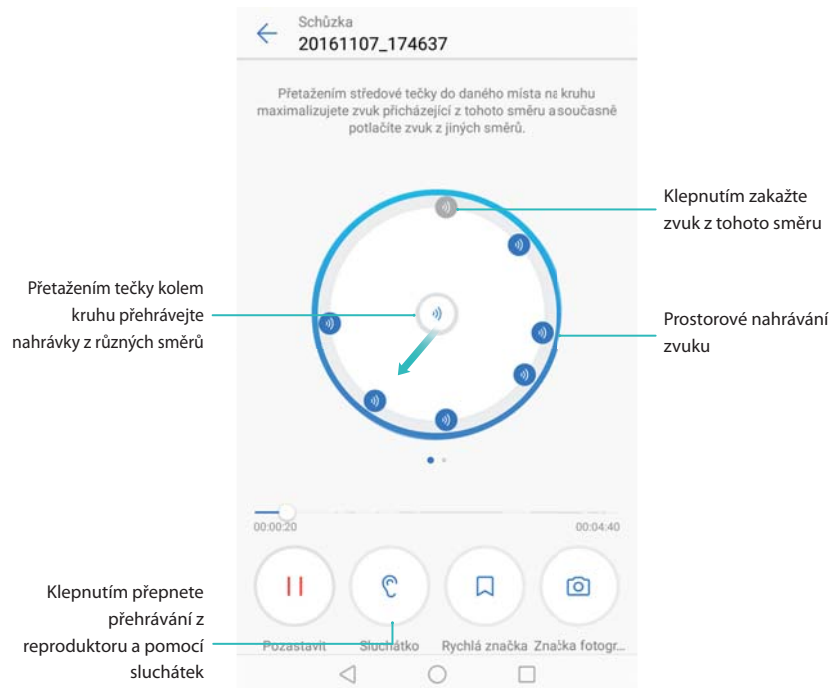 Schůzka
20161107_174637
Přetažením středové tečky do daného místa na kruhu
maximalizujete zvuk přicházející z tohoto směru a současně
potlačíte zvuk z jiných směrů.
Klepnutím zakažte
zvuk z tohoto směru
Přetažením tečky kolem
kruhu přehrávejte
nahrávky z různých směrů
Prostorové nahrávání
zvuku
00:00:20
00:04:40
Klepnutím přepnete
přehrávání z
reproduktoru a pomocí
sluchátek
Pozastavit
Sluchátko
Rychlá značka
Značka fotogr...